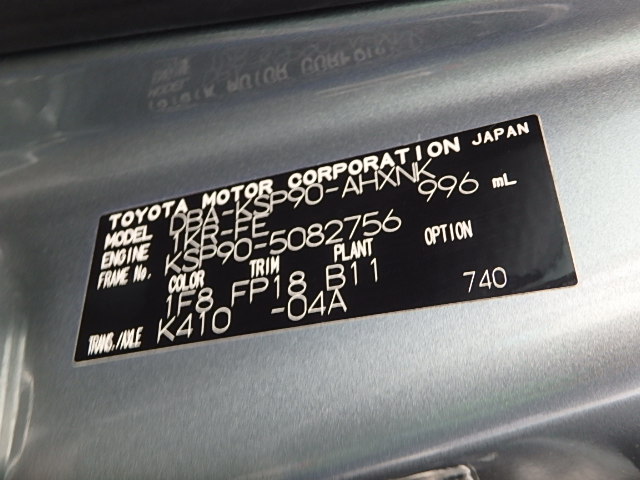 TOYOTA MOTOR CORPORATION JAPAN
MODEL DBA-KSP90-AHXNK
ENGINE 1KR-FE 996 mL
FRAME No. KSP90-5082756
COLOR TRIM PLANT OPTION
1F8 FP18 B11
TRANS./AXLE K410 -04A 740